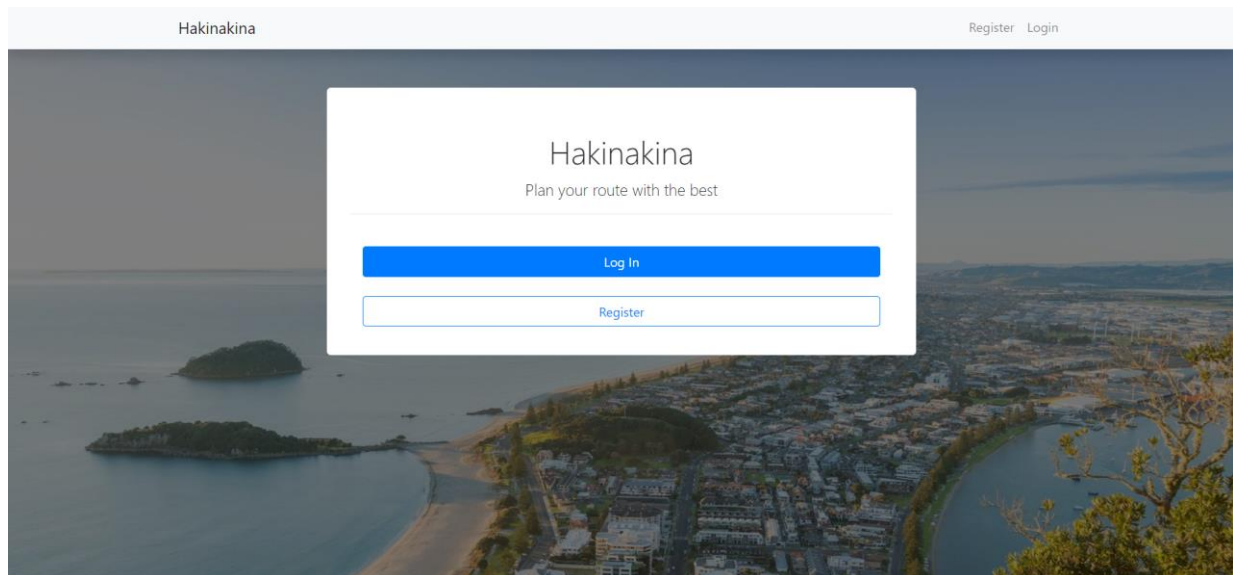 Hakinakina
Register Login
Hakinakina
Plan your route with the best
Log In
Register